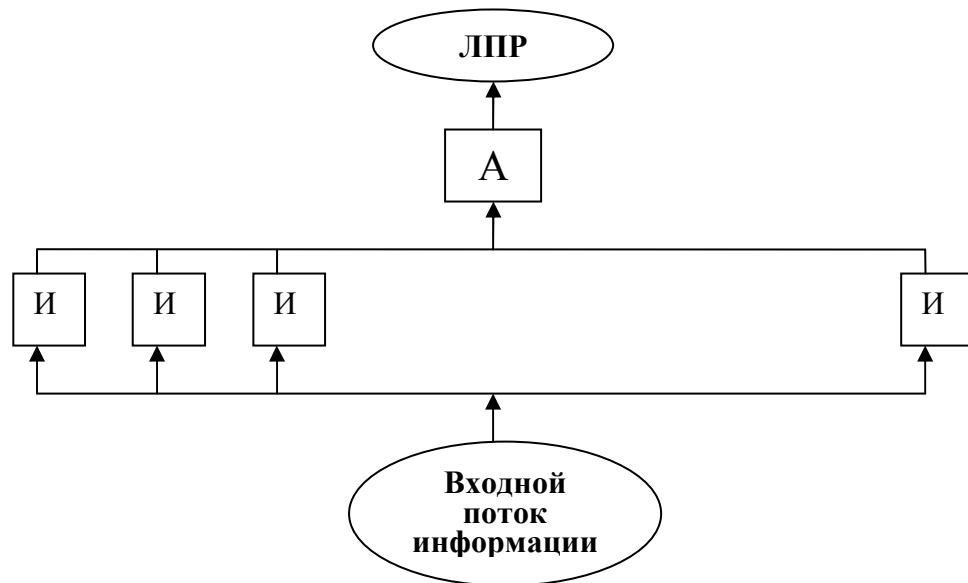 ЛПР
А
И И И И
Входной
поток
информации